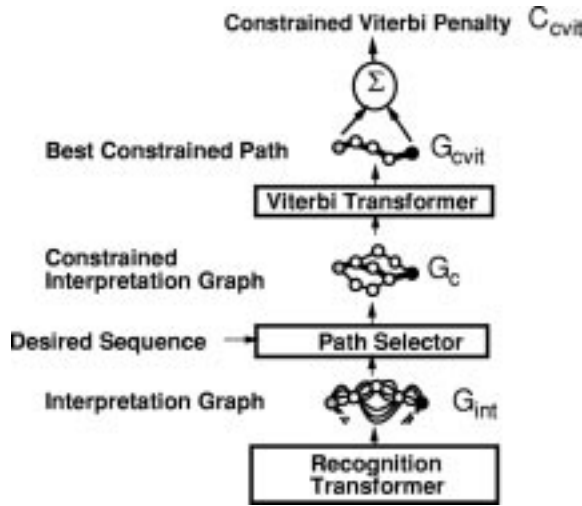 Constrained Viterbi Penalty C_cvit
Σ
Best Constrained Path G_cvit
Viterbi Transformer
Constrained
Interpretation Graph G_c
Desired Sequence Path Selector
Interpretation Graph G_int
Recognition
Transformer